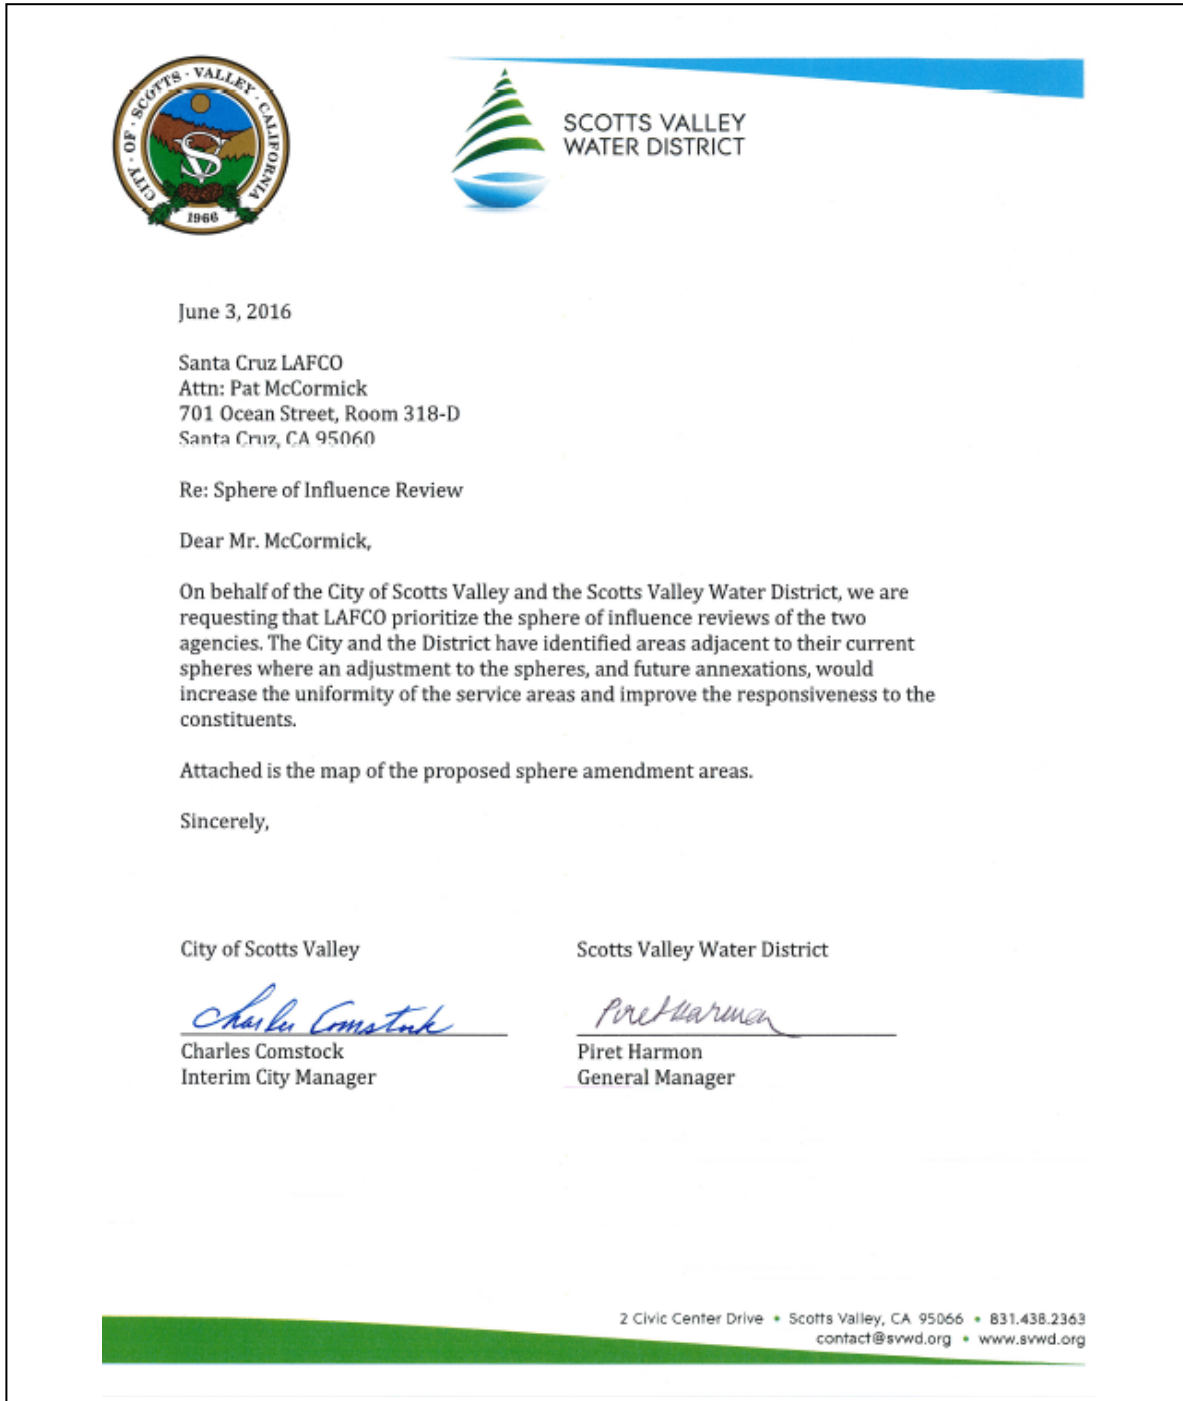 CITY · OF · SCOTTS · VALLEY · CALIFORNIA
SV
1966
SCOTTS VALLEY
WATER DISTRICT
June 3, 2016
Santa Cruz LAFCO
Attn: Pat McCormick
701 Ocean Street, Room 318-D
Santa Cruz, CA 95060
Re: Sphere of Influence Review
Dear Mr. McCormick,
On behalf of the City of Scotts Valley and the Scotts Valley Water District, we are
requesting that LAFCO prioritize the sphere of influence reviews of the two
agencies. The City and the District have identified areas adjacent to their current
spheres where an adjustment to the spheres, and future annexations, would
increase the uniformity of the service areas and improve the responsiveness to the
constituents.
Attached is the map of the proposed sphere amendment areas.
Sincerely,
City of Scotts Valley
Scotts Valley Water District
Charles Comstock
Piret Harmon
Charles Comstock
Piret Harmon
Interim City Manager
General Manager
2 Civic Center Drive • Scotts Valley, CA 95066 • 831.438.2363
contact@svwd.org • www.svwd.org